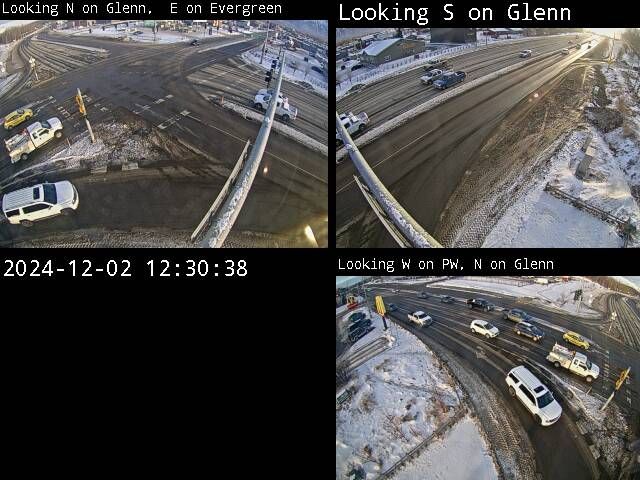 Looking N on Glenn,  E on Evergreen
Looking S on Glenn
2024-12-02 12:30:38
Looking W on PW, N on Glenn